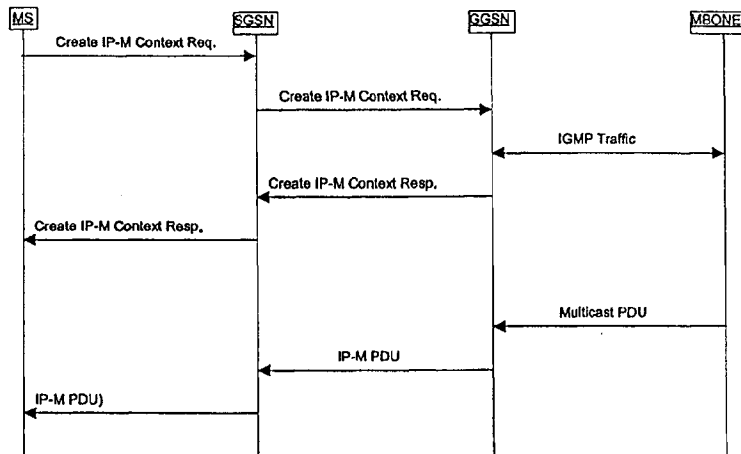 MS SGSN GGSN MBONE
Create IP-M Context Req.
Create IP-M Context Req.
IGMP Traffic
Create IP-M Context Resp.
Create IP-M Context Resp.
Multicast PDU
IP-M PDU
IP-M PDU)